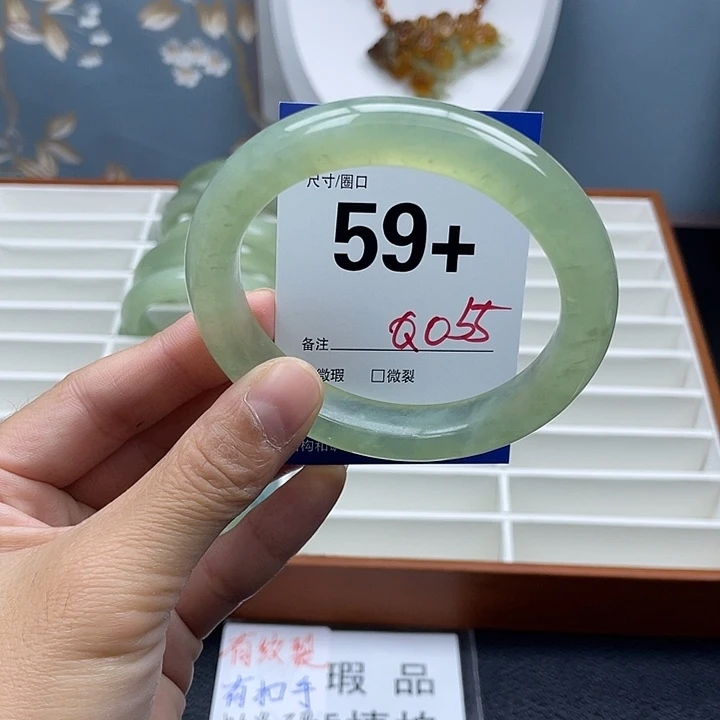 尺寸/圈口
59+
Q055
备注
微瑕 □微裂
有纹裂
有扣手
瑕 品